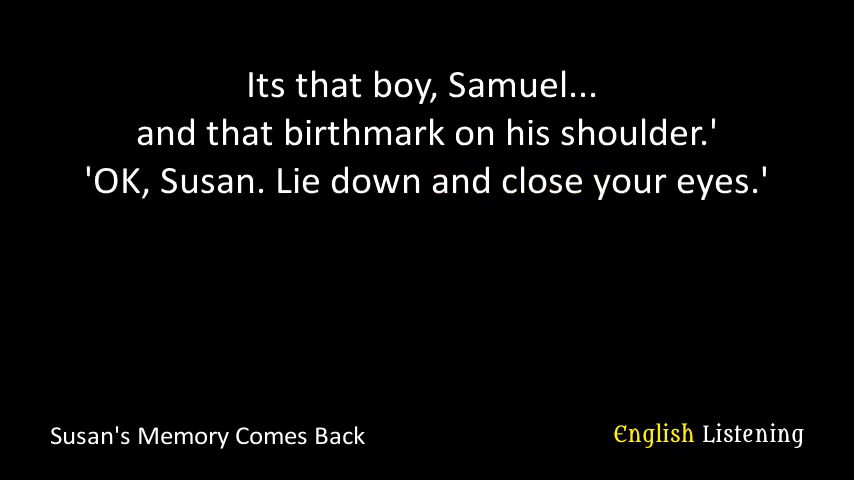 Its that boy, Samuel...
and that birthmark on his shoulder.'
'OK, Susan. Lie down and close your eyes.'
Susan's Memory Comes Back
English Listening